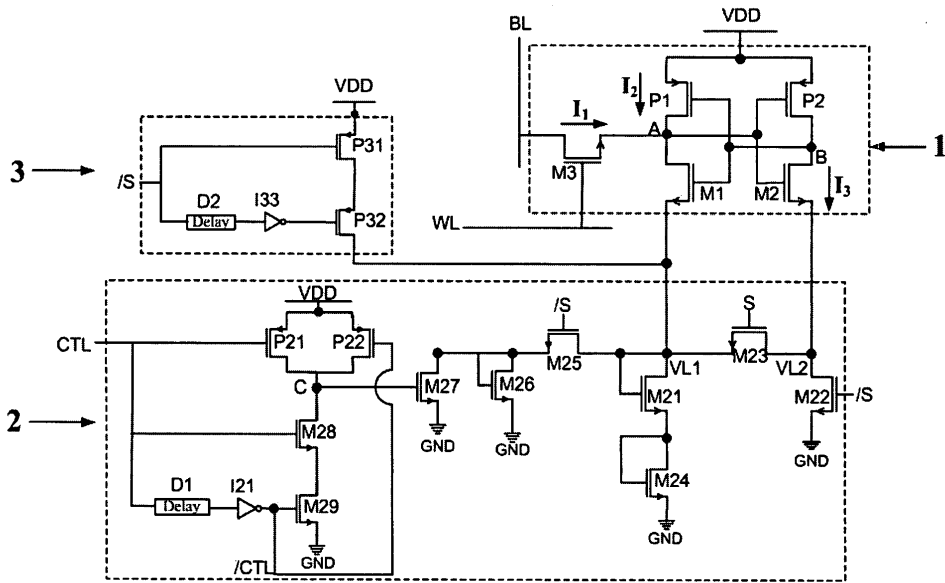 BL
VDD
I₂
P1
P2
I₁
A
B
M3
M1
M2
I₃
1
WL
VDD
P31
3
/S
D2
Delay
I33
P32
VDD
CTL
P21
P22
C
/S
M25
S
M23
VL1
VL2
M27
M26
M21
M22
/S
GND
GND
GND
2
M28
M24
D1
Delay
I21
M29
GND
GND
/CTL